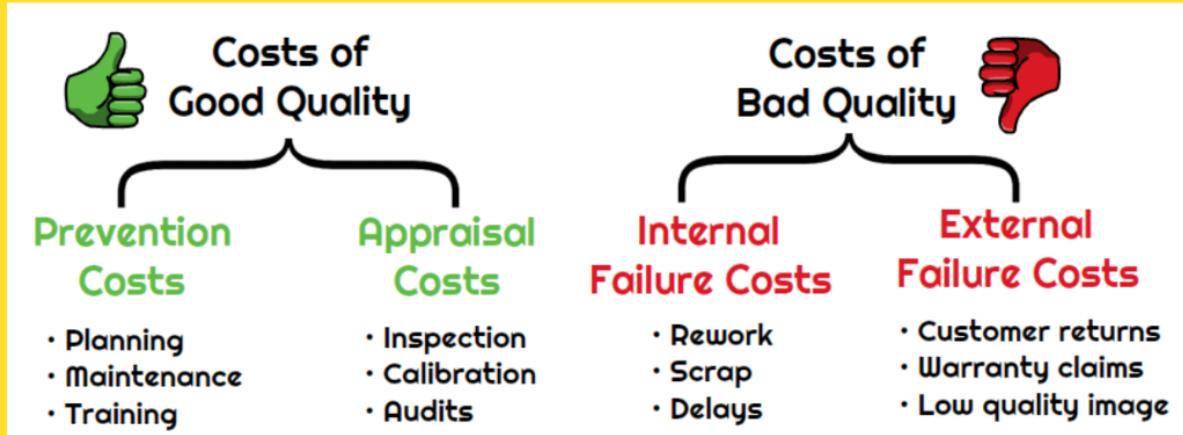 Costs of
Good Quality
Costs of
Bad Quality
Prevention
Costs
• Planning
• Maintenance
• Training
Appraisal
Costs
• Inspection
• Calibration
• Audits
Internal
Failure Costs
• Rework
• Scrap
• Delays
External
Failure Costs
• Customer returns
• Warranty claims
• Low quality image